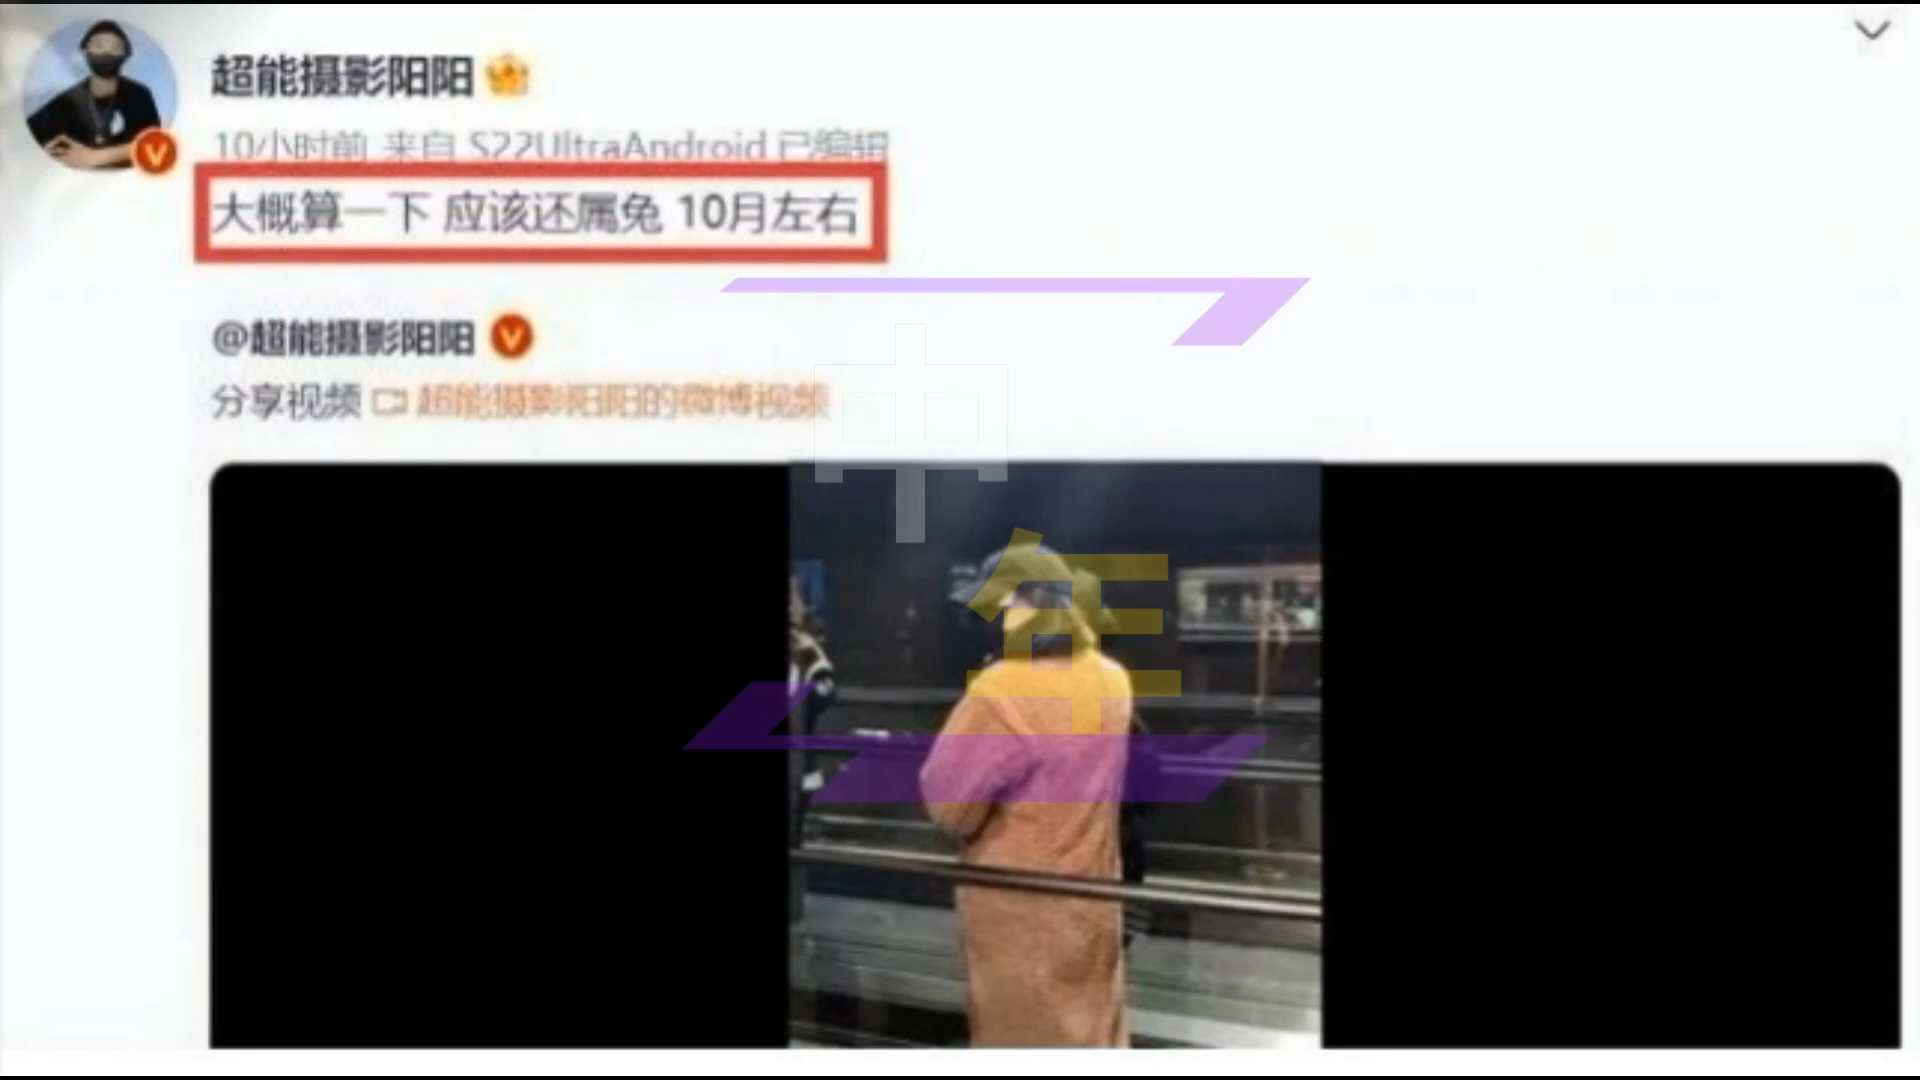 超能摄影阳阳
10小时前 来自 S22UltraAndroid 已编辑
大概算一下 应该还属兔 10月左右
@超能摄影阳阳
分享视频 超能摄影阳阳的微博视频
中
年